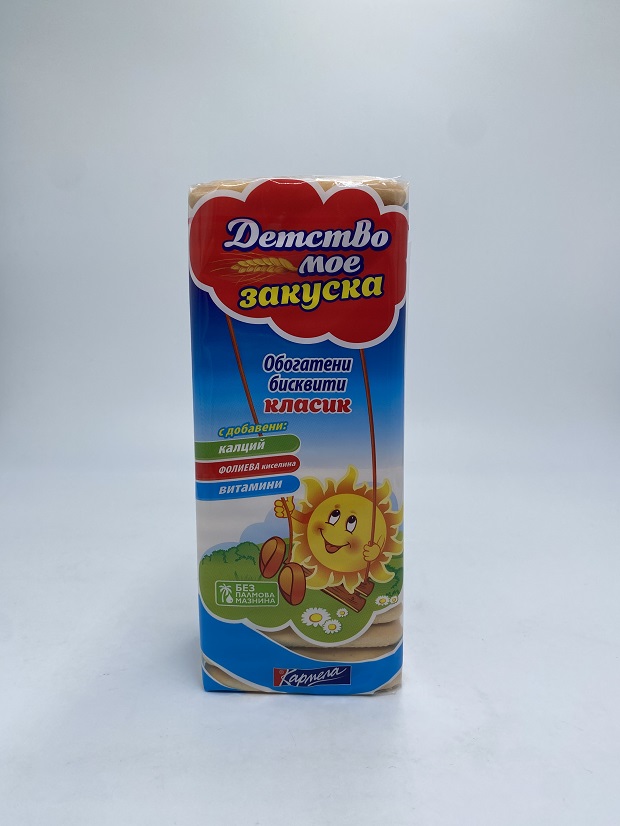 Детство
мое
закуска
Обогатени
бисквити
класик
с добавени:
калций
ФОЛИЕВА киселина
витамини
БЕЗ
ПАЛМОВА
МАЗНИНА
Кармела